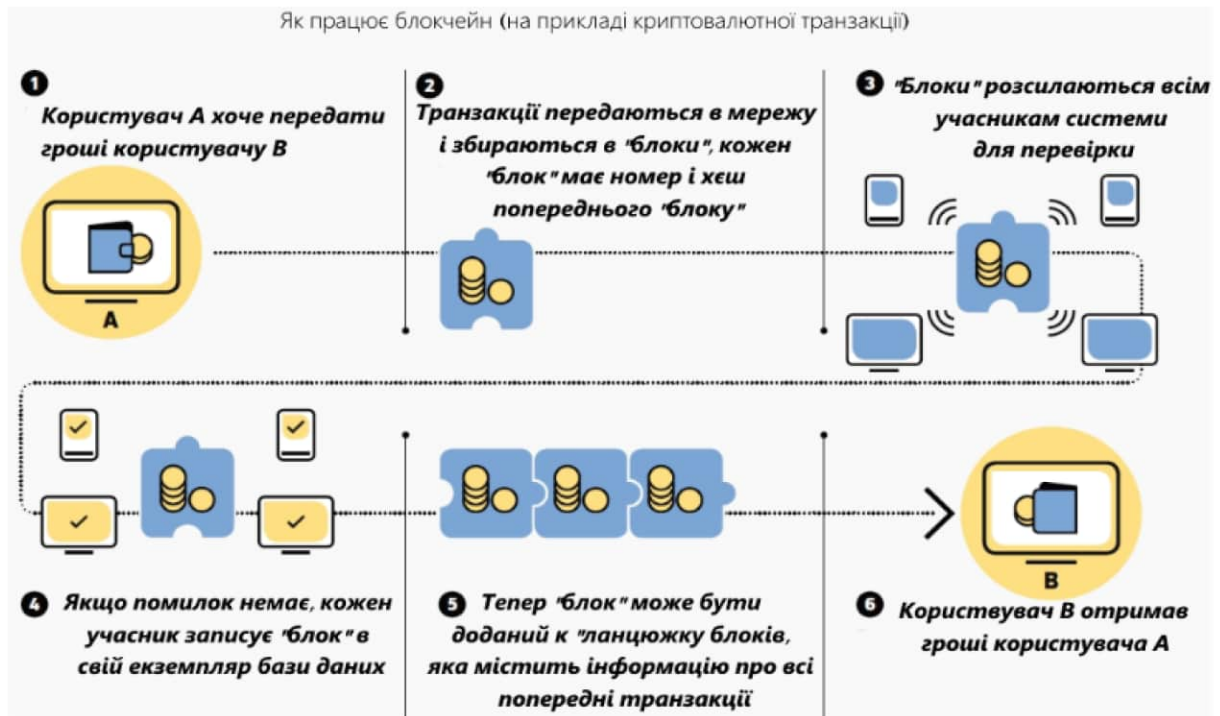 Як працює блокчейн (на прикладі криптовалютної транзакції)
1
Користувач А хоче передати
гроші користувачу В
2
Транзакції передаються в мережу
і збираються в "блоки", кожен
"блок" має номер і хєш
попереднього "блоку"
3 "Блоки" розсилаються всім
учасникам системи
для перевірки
A
4 Якщо помилок немає, кожен
учасник записує "блок" в
свій екземпляр бази даних
5 Тепер "блок" може бути
доданий к "ланцюжку блоків,
яка містить інформацію про всі
попередні транзакції
B
6 Користвувач В отримав
гроші користувача А